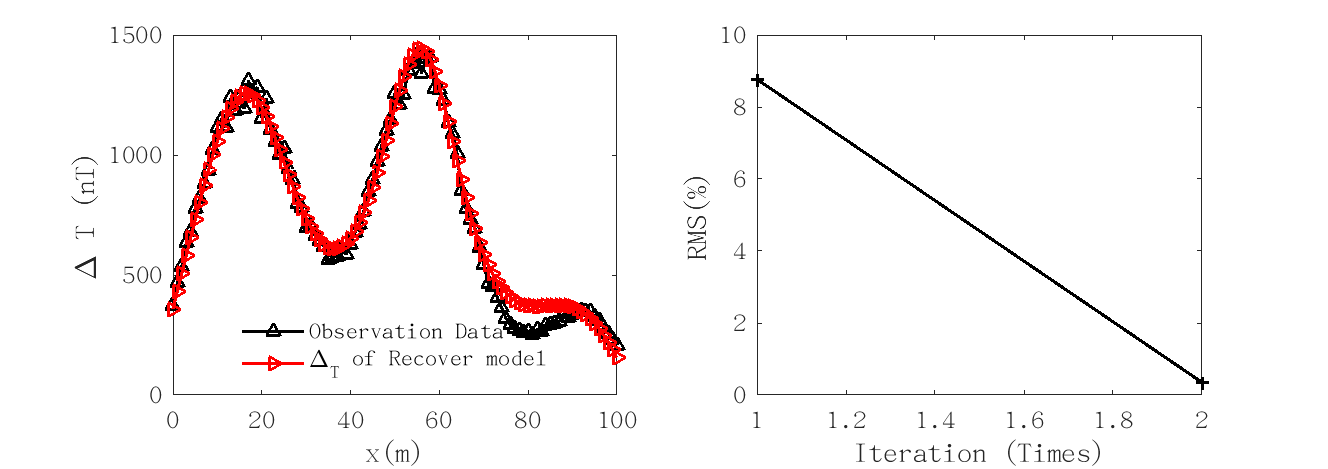 1500
1000
500
0
Δ T (nT)
Observation Data
Δ_T of Recover model
0 20 40 60 80 100
x(m)
10
8
6
4
2
0
RMS(%)
1 1.2 1.4 1.6 1.8 2
Iteration (Times)